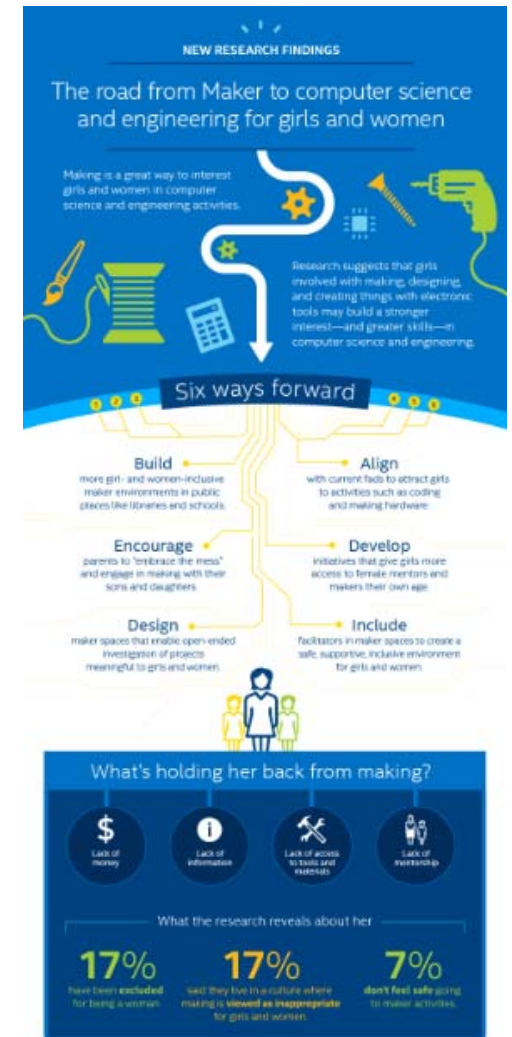 NEW RESEARCH FINDINGS
The road from Maker to computer science
and engineering for girls and women
Making is a great way to interest
girls and women in computer
science and engineering activities.
Research suggests that girls
involved with making, designing,
and creating things with electronic
tools may build a stronger
interest—and greater skills—in
computer science and engineering.
Six ways forward
1 2 3
4 5 6
Build
more girl- and women-inclusive
maker environments in public
places like libraries and schools.
Align
with current fads to attract girls
to activities such as coding
and making hardware.
Encourage
parents to "embrace the mess"
and engage in making with their
sons and daughters.
Develop
initiatives that give girls more
access to female mentors and
makers their own age.
Design
maker spaces that enable open-ended
investigation of projects
meaningful to girls and women.
Include
facilitators in maker spaces to create a
safe, supportive, inclusive environment
for girls and women.
What's holding her back from making?
$
i
Lack of
money
Lack of
information
Lack of access
to tools and
materials
Lack of
mentorship
What the research reveals about her
17%
have been excluded
for being a woman
17%
said they live in a culture where
making is viewed as inappropriate
for girls and women.
7%
don't feel safe going
to maker activities.